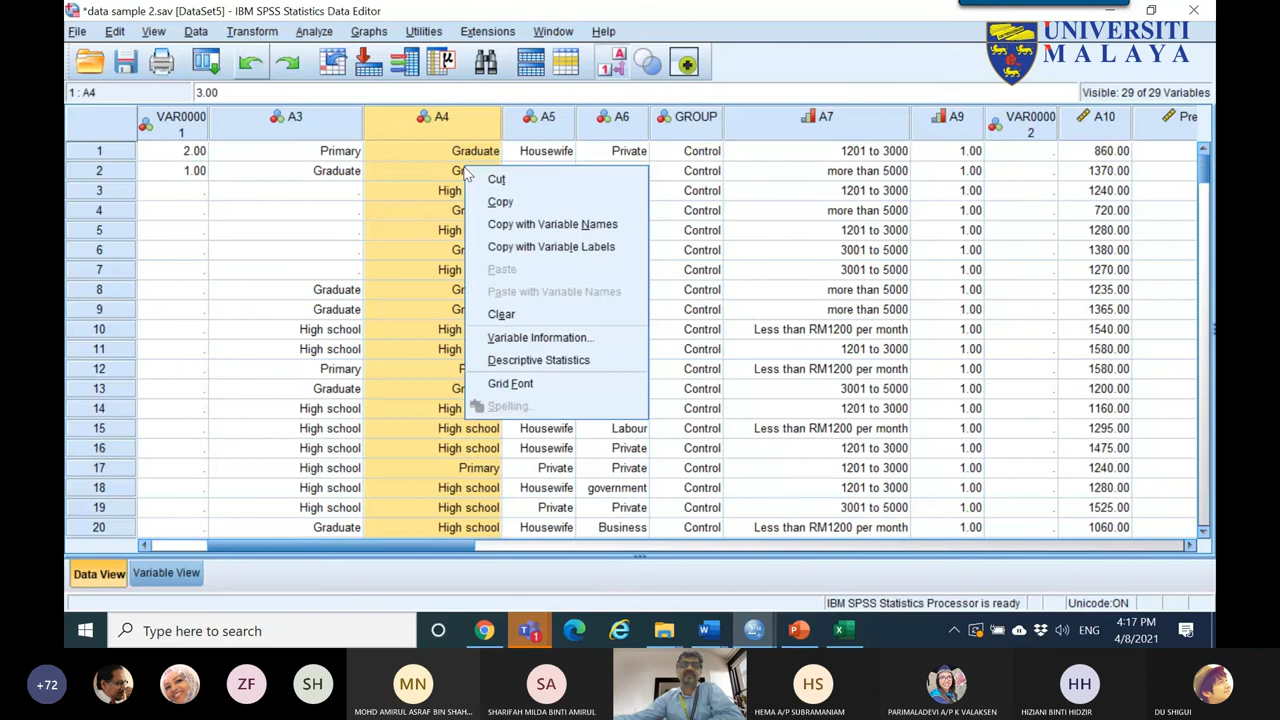 *data sample 2.sav [DataSet5] - IBM SPSS Statistics Data Editor
File Edit View Data Transform Analyze Graphs Utilities Extensions Window Help
UNIVERSITI
MALAYA
1 : A4 3.00 Visible: 29 of 29 Variables
VAR0000 1 A3 A4 A5 A6 GROUP A7 A9 VAR0000 2 A10 Pre
1 2.00 Primary Graduate Housewife Private Control 1201 to 3000 1.00 . 860.00
2 1.00 Graduate Gr Control more than 5000 1.00 . 1370.00
3 . . High Control 1201 to 3000 1.00 . 1240.00
4 . . Gr Control more than 5000 1.00 . 720.00
5 . . High Control 1201 to 3000 1.00 . 1280.00
6 . . Gr Control 3001 to 5000 1.00 . 1380.00
7 . . High Control 3001 to 5000 1.00 . 1270.00
8 . Graduate Gr Control more than 5000 1.00 . 1235.00
9 . Graduate Gr Control more than 5000 1.00 . 1365.00
10 . High school High Control Less than RM1200 per month 1.00 . 1540.00
11 . High school High Control 1201 to 3000 1.00 . 1580.00
12 . Primary P Control Less than RM1200 per month 1.00 . 1580.00
13 . Graduate Gr Control 3001 to 5000 1.00 . 1200.00
14 . High school High Control 1201 to 3000 1.00 . 1160.00
15 . High school High school Housewife Labour Control Less than RM1200 per month 1.00 . 1295.00
16 . High school High school Housewife Private Control 1201 to 3000 1.00 . 1475.00
17 . High school Primary Private Private Control 1201 to 3000 1.00 . 1240.00
18 . High school High school Housewife government Control 1201 to 3000 1.00 . 1280.00
19 . High school High school Private Private Control 3001 to 5000 1.00 . 1525.00
20 . Graduate High school Housewife Business Control Less than RM1200 per month 1.00 . 1060.00
Cut
Copy
Copy with Variable Names
Copy with Variable Labels
Paste
Paste with Variable Names
Clear
Variable Information...
Descriptive Statistics
Grid Font
Spelling...
Data View Variable View
IBM SPSS Statistics Processor is ready Unicode:ON
Type here to search
1
ENG
4:17 PM
4/8/2021
+72 ZF SH MN SA HS HH
MOHD AMIRUL ASRAF BIN SHAH... SHARIFAH MILDA BINTI AMIRUL HEMA A/P SUBRAMANIAM PARIMALADEVI A/P K VALAKSEN HIZIANI BINTI HIDZIR DU SHIGUI